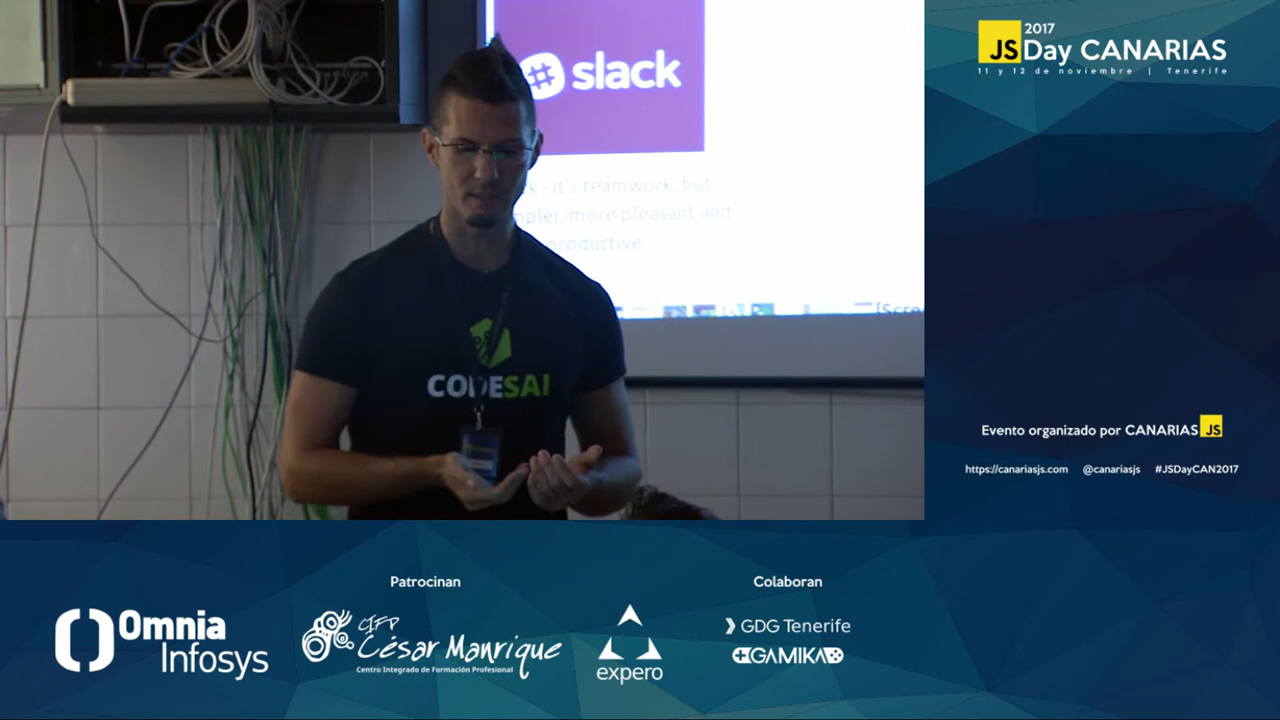 slack
k - it's teamwork, but
mpler, more pleasant and
productive
CODESAI
2017
JS Day CANARIAS
11 y 12 de noviembre | Tenerife
Evento organizado por CANARIAS JS
https://canariasjs.com @canariasjs #JSDayCAN2017
Patrocinan
Colaboran
Omnia
Infosys
CIFP
César Manrique
Centro Integrado de Formación Profesional
expero
GDG Tenerife
GAMIKA